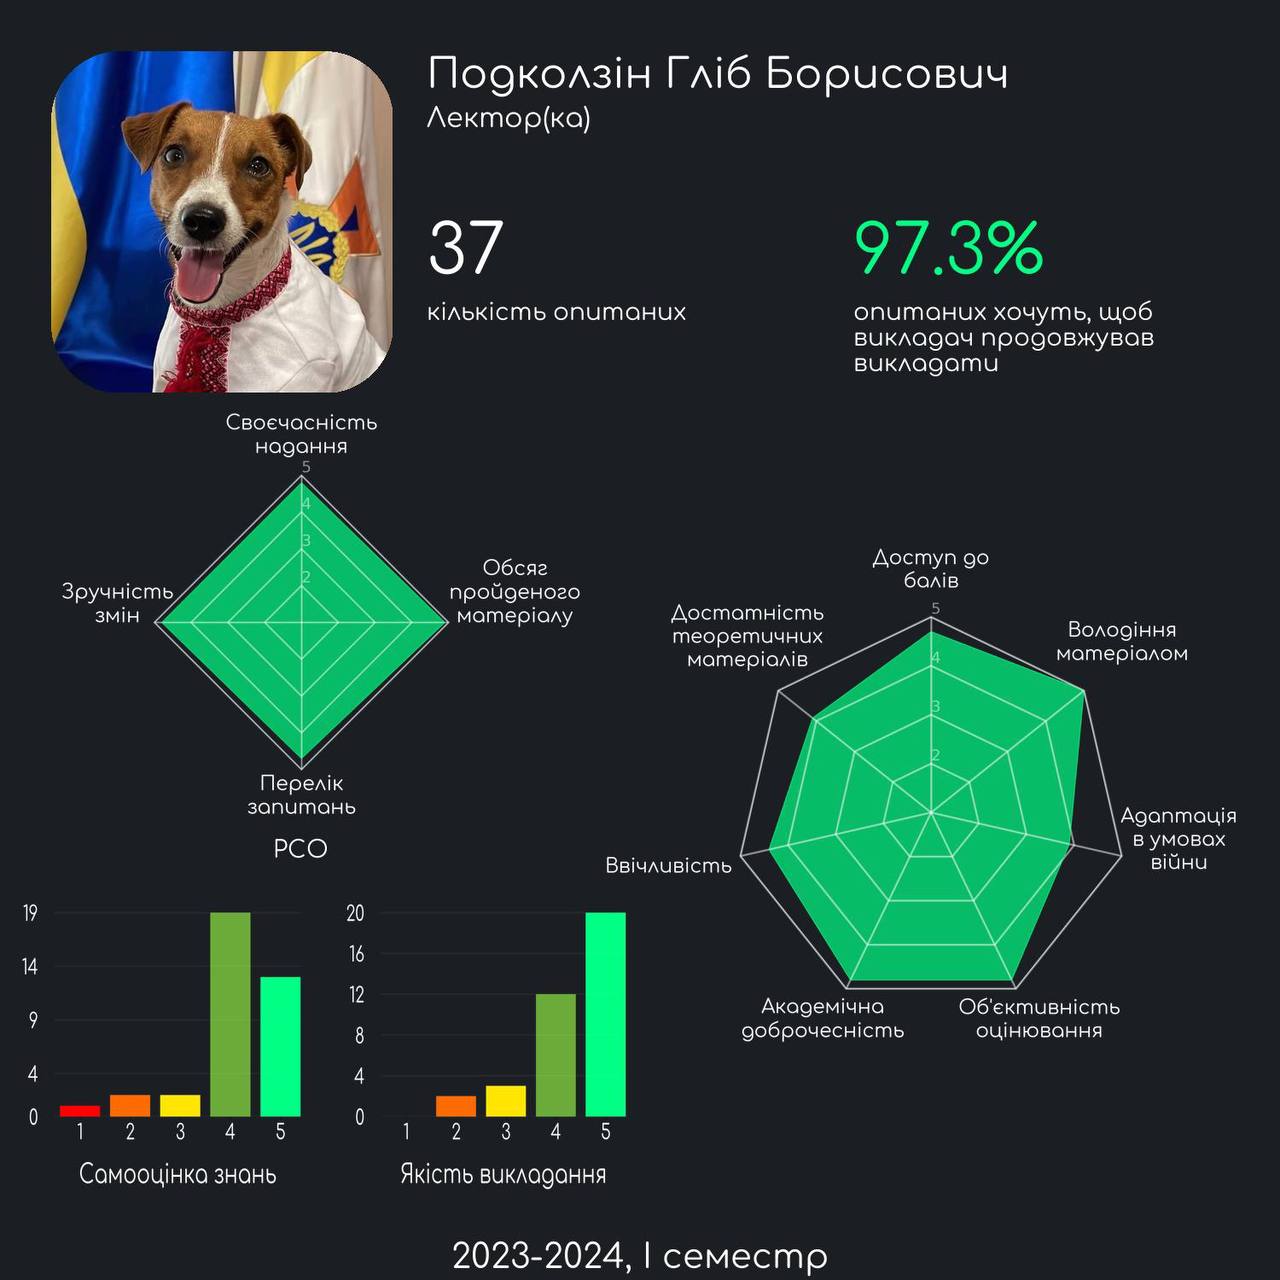 Подколзін Гліб Борисович
Лектор(ка)
37
кількість опитаних
97.3%
опитаних хочуть, щоб
викладач продовжував
викладати
Своєчасність
надання
5
4
3
2
Зручність
змін
Обсяг
пройденого
матеріалу
Перелік
запитань
РСО
Доступ до
балів
5
4
3
2
Достатність
теоретичних
матеріалів
Володіння
матеріалом
Адаптація
в умовах
війни
Ввічливість
Академічна
доброчесність
Об'єктивність
оцінювання
19
14
9
4
0
1 2 3 4 5
Самооцінка знань
20
16
12
8
4
0
1 2 3 4 5
Якість викладання
2023-2024, I семестр